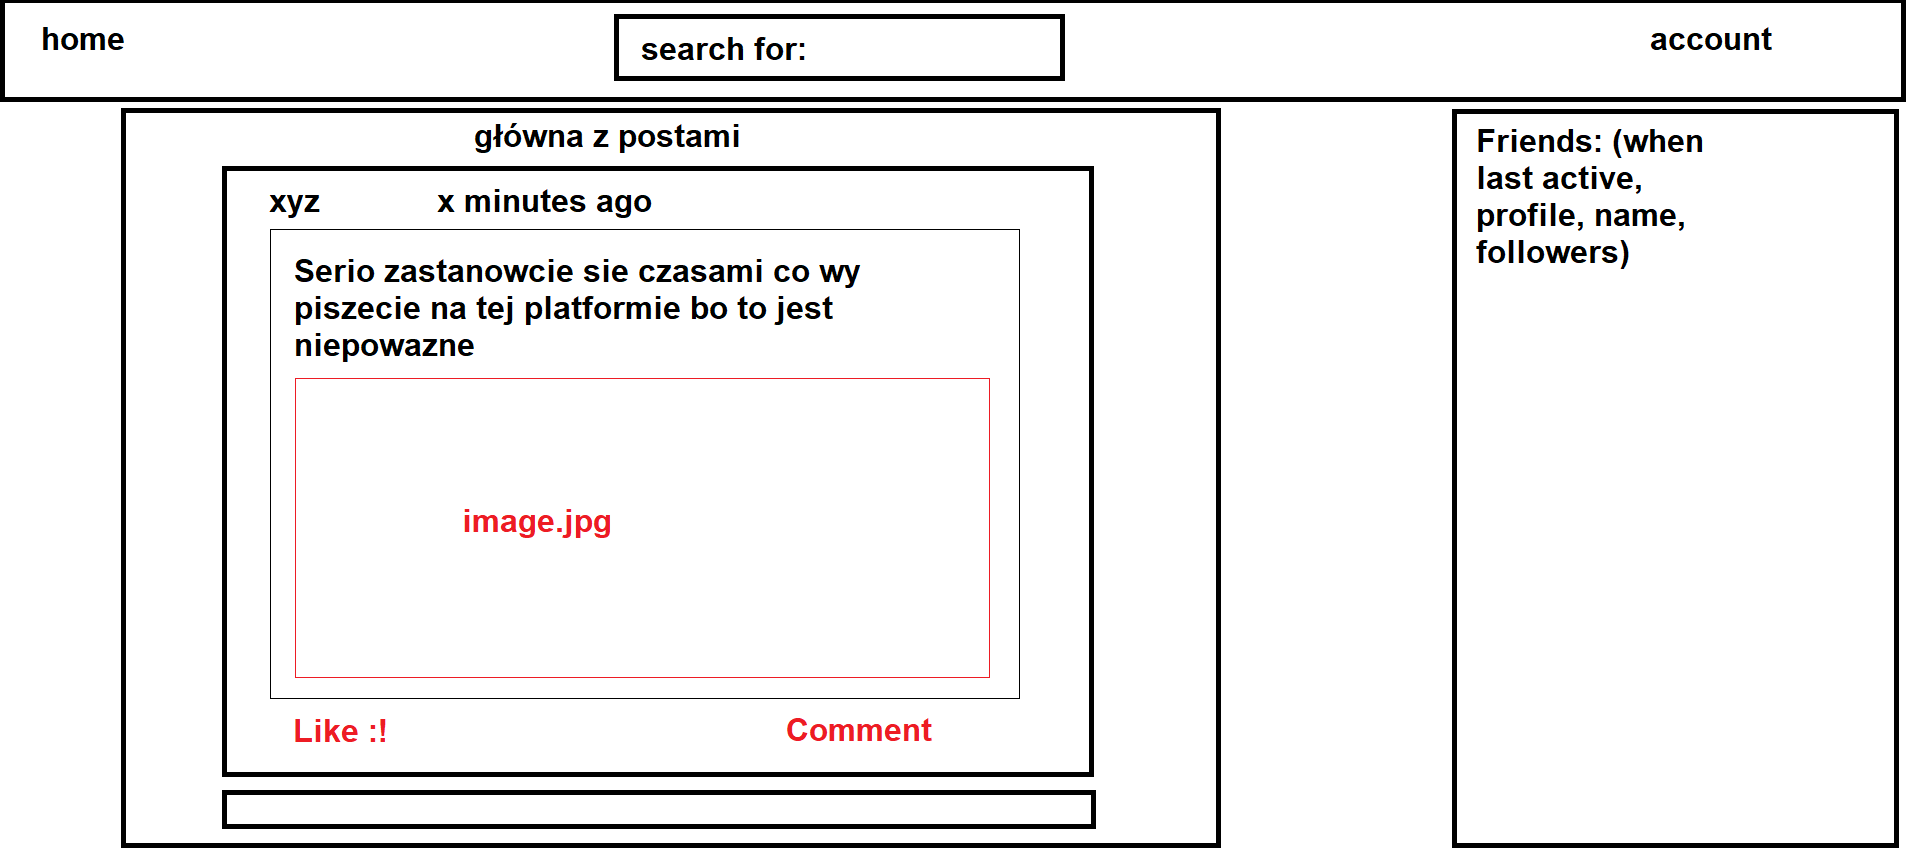 home
search for:
account
główna z postami
xyz
x minutes ago
Serio zastanowcie sie czasami co wy
piszecie na tej platformie bo to jest
niepowazne
image.jpg
Like :!
Comment
Friends: (when
last active,
profile, name,
followers)